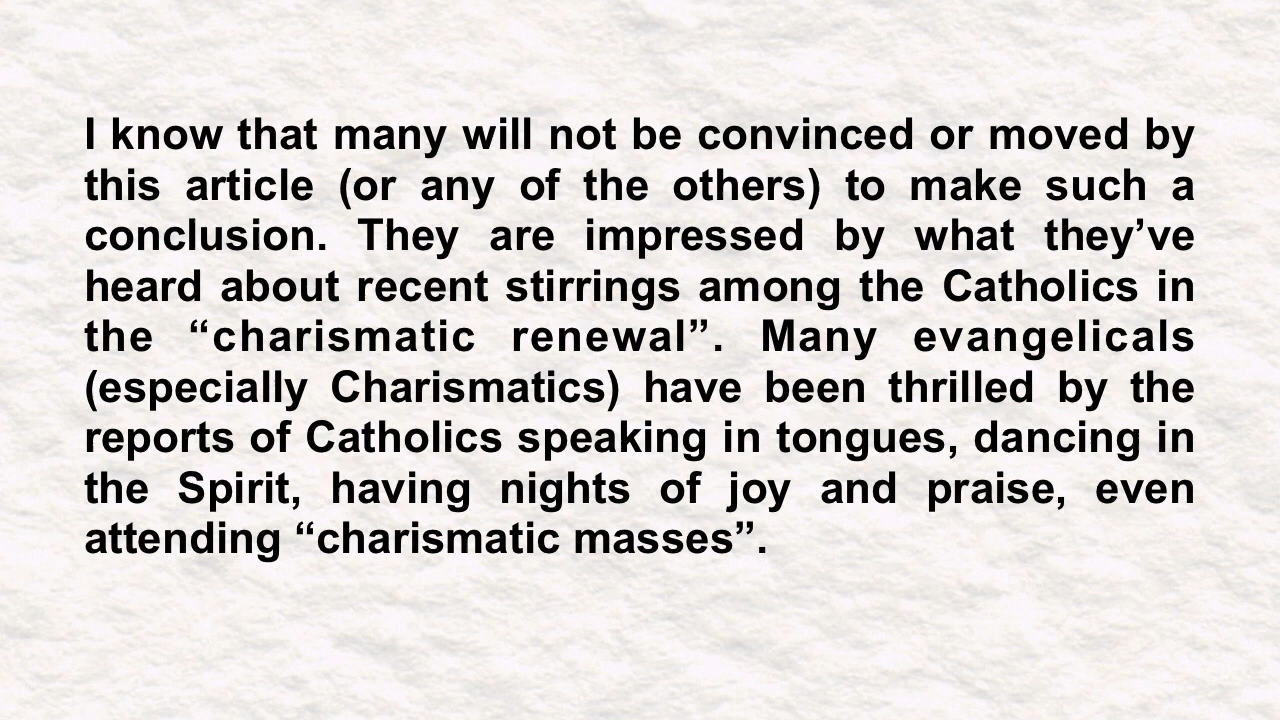 I know that many will not be convinced or moved by
this article (or any of the others) to make such a
conclusion. They are impressed by what they’ve
heard about recent stirrings among the Catholics in
the “charismatic renewal”. Many evangelicals
(especially Charismatics) have been thrilled by the
reports of Catholics speaking in tongues, dancing in
the Spirit, having nights of joy and praise, even
attending “charismatic masses”.